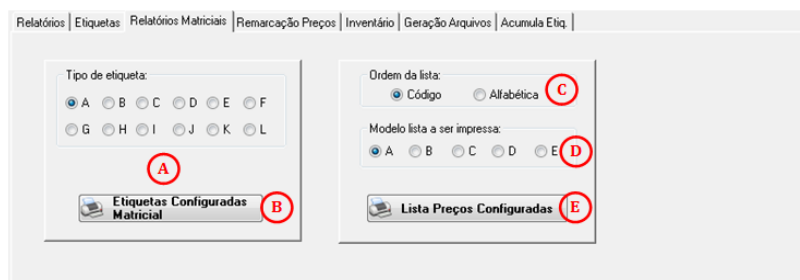 Relatórios Etiquetas Relatórios Matriciais Remarcação Preços Inventário Geração Arquivos Acumula Etiq.
Tipo de etiqueta:
A B C D E F
G H I J K L
A
Etiquetas Configuradas
Matricial
B
Ordem da lista:
Código Alfabética
C
Modelo lista a ser impressa:
A B C D E
D
Lista Preços Configuradas
E